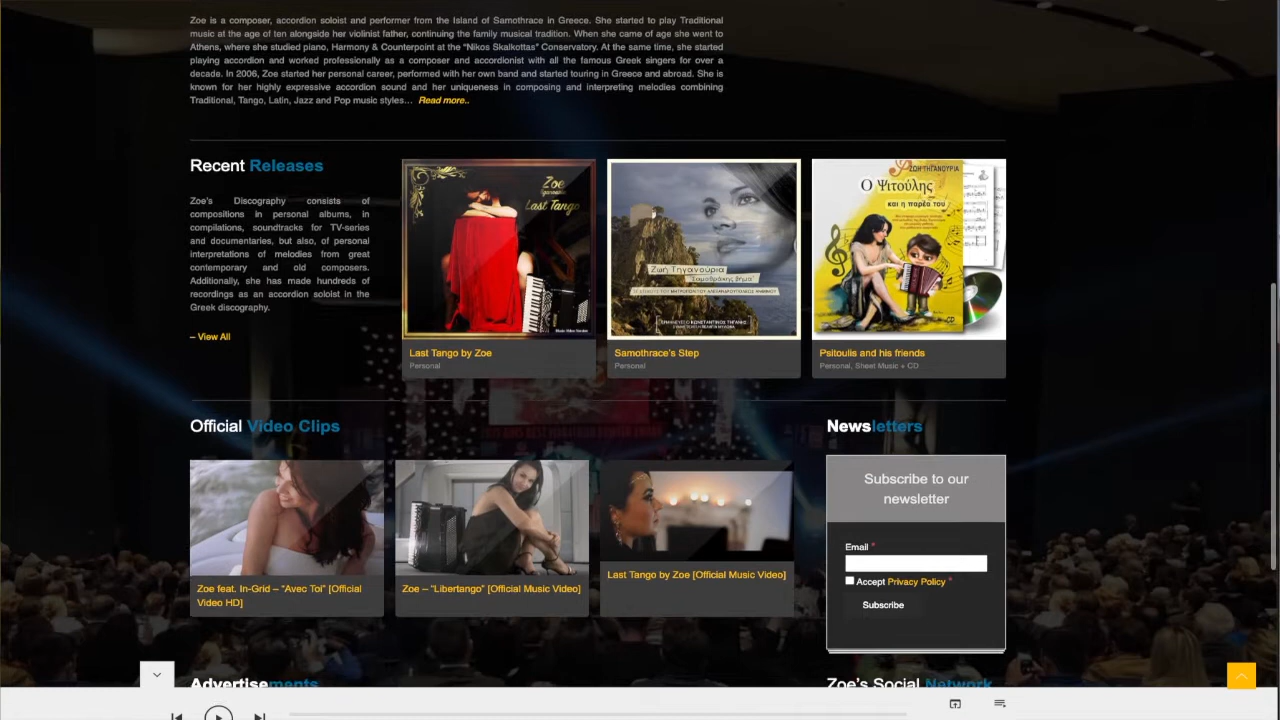 Zoe is a composer, accordion soloist and performer from the Island of Samothrace in Greece. She started to play Traditional
music at the age of ten alongside her violinist father, continuing the family musical tradition. When she came of age she went to
Athens, where she studied piano, Harmony & Counterpoint at the “Nikos Skalkottas” Conservatory. At the same time, she started
playing accordion and worked professionally as a composer and accordionist with all the famous Greek singers for over a
decade. In 2006, Zoe started her personal career, performed with her own band and started touring in Greece and abroad. She is
known for her highly expressive accordion sound and her uniqueness in composing and interpreting melodies combining
Traditional, Tango, Latin, Jazz and Pop music styles… Read more..
Recent Releases
Zoe’s Discography consists of
compositions in personal albums, in
compilations, soundtracks for TV-series
and documentaries, but also, of personal
interpretations of melodies from great
contemporary and old composers.
Additionally, she has made hundreds of
recordings as an accordion soloist in the
Greek discography.
– View All
Zoe
Last Tango
Music Video Version
Last Tango by Zoe
Personal
Ζωή Τηγανούρια
Samothrace’s Step
Personal
ΖΩΗ ΤΗΓΑΝΟΥΡΙΑ
Ο Ψιτούλης
και η παρέα του
CD
Psitoulis and his friends
Personal, Sheet Music + CD
Official Video Clips
Zoe feat. In-Grid – “Avec Toi” [Official
Video HD]
Zoe – “Libertango” [Official Music Video]
Last Tango by Zoe [Official Music Video]
Newsletters
Subscribe to our
newsletter
Email *
Accept Privacy Policy *
Subscribe
Advertisements
Zoe’s Social Network